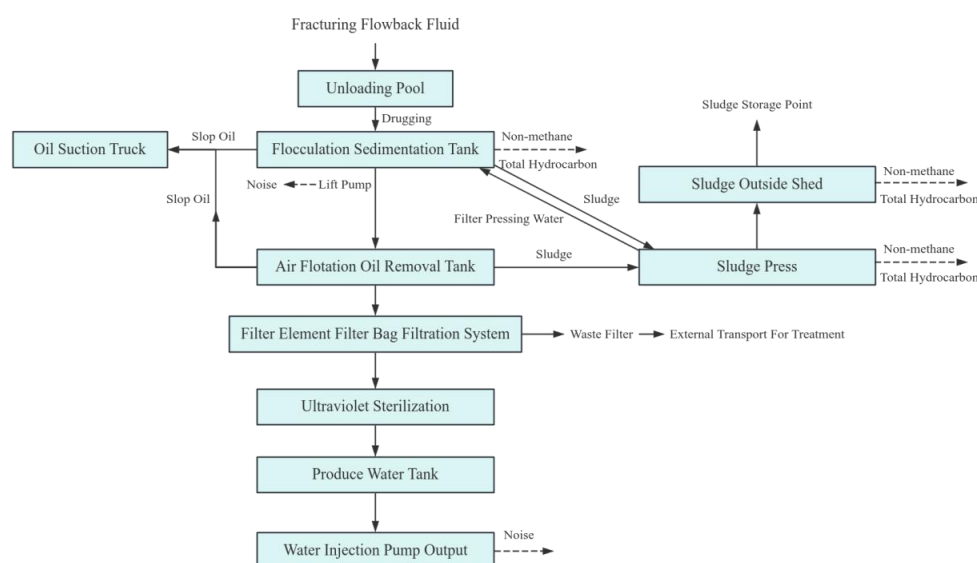 Fracturing Flowback Fluid
Unloading Pool
Drugging
Sludge Storage Point
Oil Suction Truck
Slop Oil
Flocculation Sedimentation Tank
Non-methane
Total Hydrocarbon
Noise
Lift Pump
Slop Oil
Sludge
Filter Pressing Water
Sludge Outside Shed
Non-methane
Total Hydrocarbon
Air Flotation Oil Removal Tank
Sludge
Sludge Press
Non-methane
Total Hydrocarbon
Filter Element Filter Bag Filtration System
Waste Filter
External Transport For Treatment
Ultraviolet Sterilization
Produce Water Tank
Water Injection Pump Output
Noise